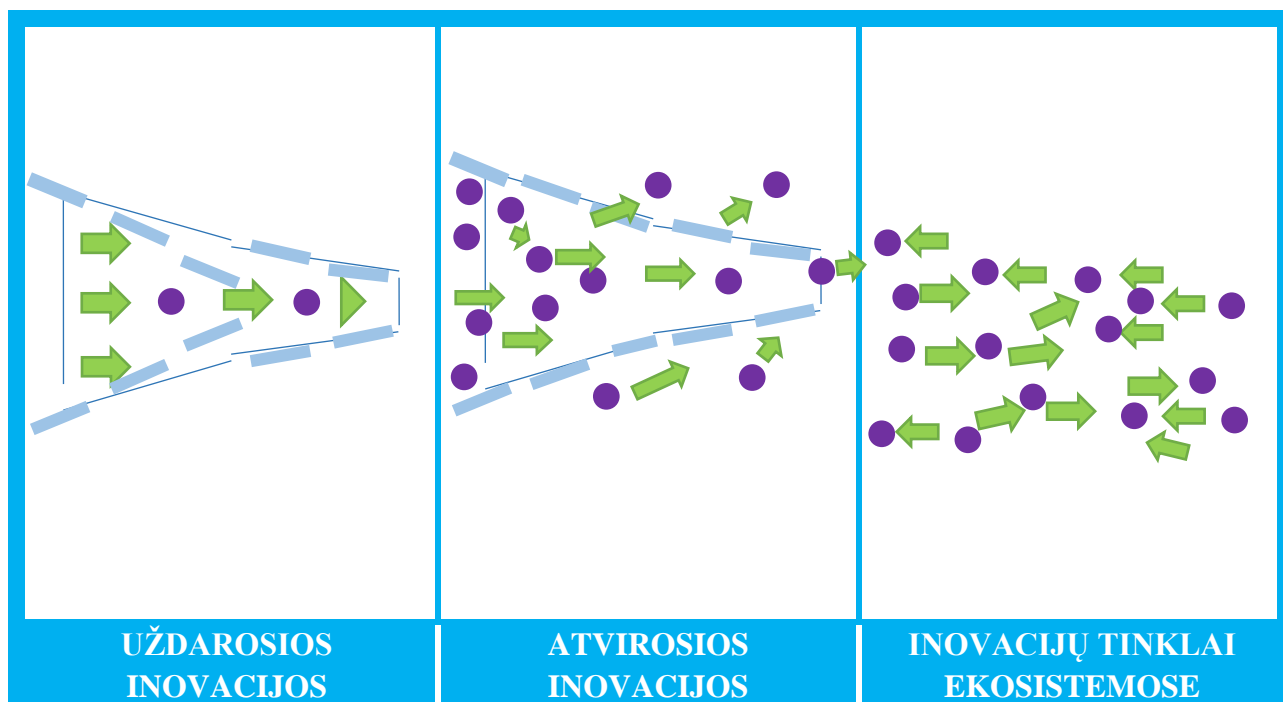 UŽDAROSIOS
INOVACIJOS
ATVIROSIOS
INOVACIJOS
INOVACIJŲ TINKLAI
EKOSISTEMOSE